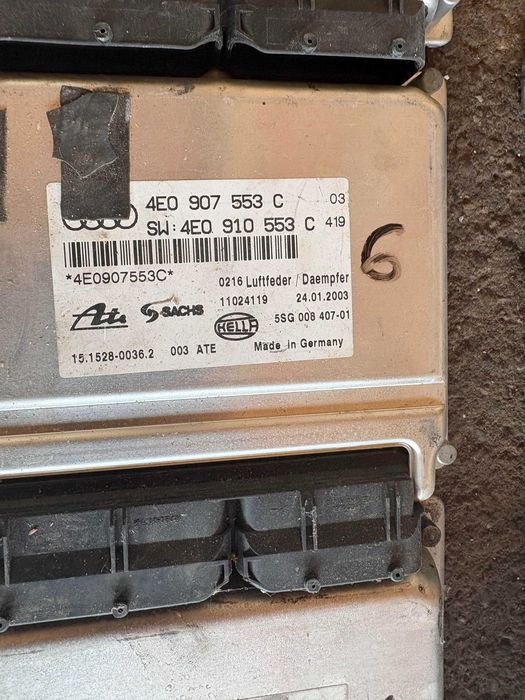 4E0 907 553 C 03
SW:4E0 910 553 C 419
*4E0907553C* 0216 Luftfeder/Daempfer
11024119 24.01.2003
Ate SACHS HELLA 5SG 008 407-01
15.1528-0036.2 003 ATE Made in Germany
6